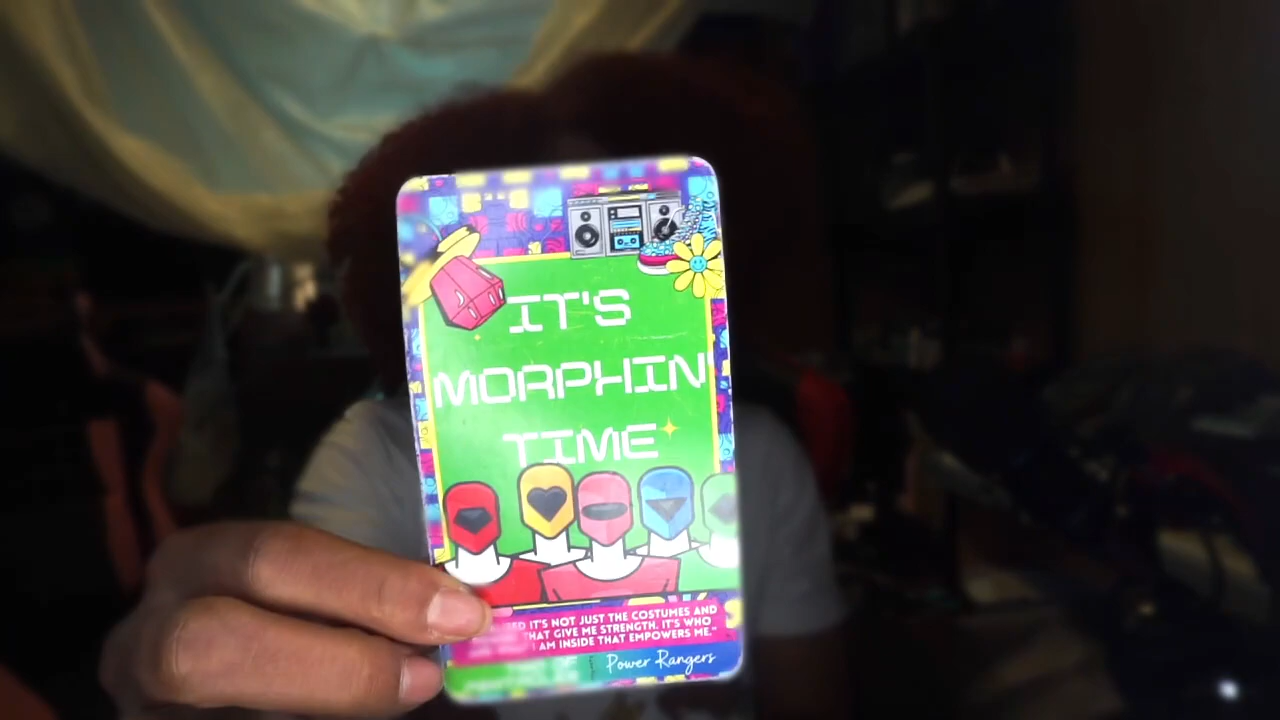 IT'S
MORPHIN'
TIME
IT'S NOT JUST THE COSTUMES AND
THAT GIVE ME STRENGTH. IT'S WHO
I AM INSIDE THAT EMPOWERS ME."
Power Rangers